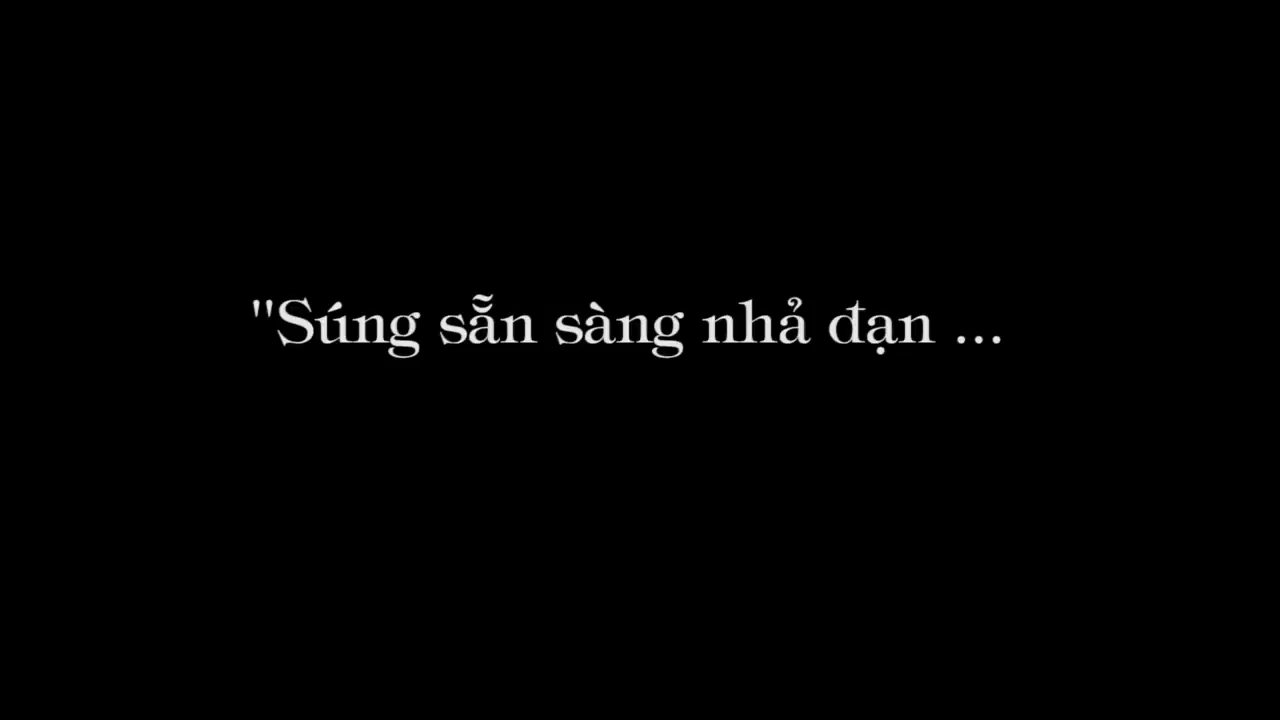 "Súng sẵn sàng nhả đạn ...